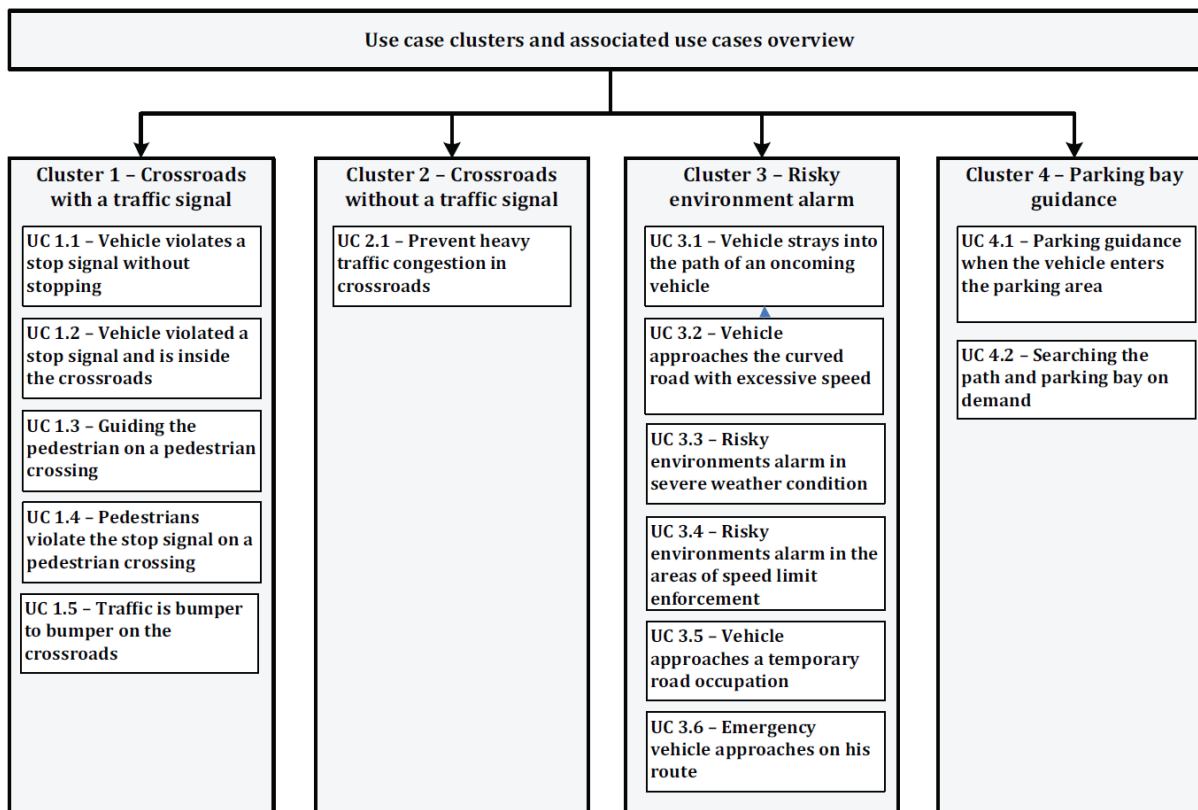 Use case clusters and associated use cases overview
Cluster 1 – Crossroads
with a traffic signal
UC 1.1 – Vehicle violates a
stop signal without
stopping
UC 1.2 – Vehicle violated a
stop signal and is inside
the crossroads
UC 1.3 – Guiding the
pedestrian on a pedestrian
crossing
UC 1.4 – Pedestrians
violate the stop signal on a
pedestrian crossing
UC 1.5 – Traffic is bumper
to bumper on the
crossroads
Cluster 2 – Crossroads
without a traffic signal
UC 2.1 – Prevent heavy
traffic congestion in
crossroads
Cluster 3 – Risky
environment alarm
UC 3.1 – Vehicle strays into
the path of an oncoming
vehicle
UC 3.2 – Vehicle
approaches the curved
road with excessive speed
UC 3.3 – Risky
environments alarm in
severe weather condition
UC 3.4 – Risky
environments alarm in the
areas of speed limit
enforcement
UC 3.5 – Vehicle
approaches a temporary
road occupation
UC 3.6 – Emergency
vehicle approaches on his
route
Cluster 4 – Parking bay
guidance
UC 4.1 – Parking guidance
when the vehicle enters
the parking area
UC 4.2 – Searching the
path and parking bay on
demand